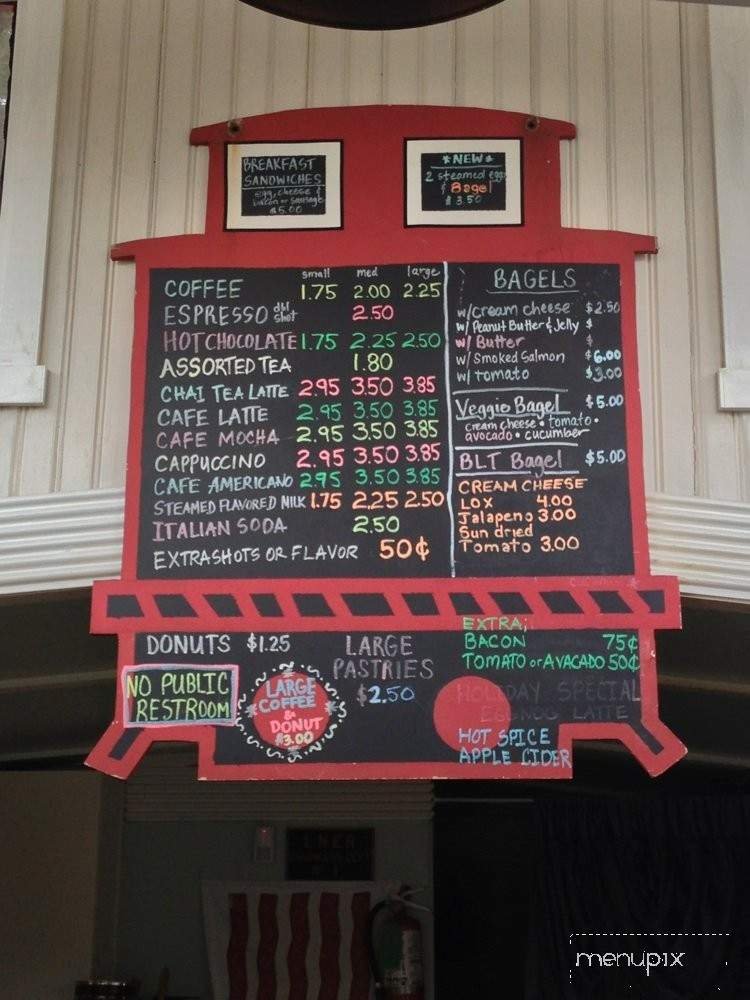 BREAKFAST
SANDWICHES
egg, cheese &
bacon or sausage
$5.00
*NEW*
2 steamed eggs
& Bagel
$3.50
small med large
COFFEE 1.75 2.00 2.25
ESPRESSO dbl shot 2.50
HOT CHOCOLATE 1.75 2.25 2.50
ASSORTED TEA 1.80
CHAI TEA LATTE 2.95 3.50 3.85
CAFE LATTE 2.95 3.50 3.85
CAFE MOCHA 2.95 3.50 3.85
CAPPUCCINO 2.95 3.50 3.85
CAFE AMERICANO 2.95 3.50 3.85
STEAMED FLAVORED MILK 1.75 2.25 2.50
ITALIAN SODA 2.50
EXTRA SHOTS OR FLAVOR 50¢
BAGELS
w/cream cheese $2.50
w/ Peanut Butter & Jelly $
w/ Butter $
w/ Smoked Salmon $6.00
w/ tomato $3.00
Veggie Bagel $5.00
cream cheese • tomato •
avocado • cucumber
BLT Bagel $5.00
CREAM CHEESE
LOX 4.00
Jalapeno 3.00
Sun dried
Tomato 3.00
DONUTS $1.25
NO PUBLIC
RESTROOM
LARGE
COFFEE
&
DONUT
$3.00
LARGE
PASTRIES
$2.50
EXTRA;
BACON 75¢
TOMATO or AVACADO 50¢
HOLIDAY SPECIAL
EGGNOG LATTE
HOT SPICE
APPLE CIDER
menupix